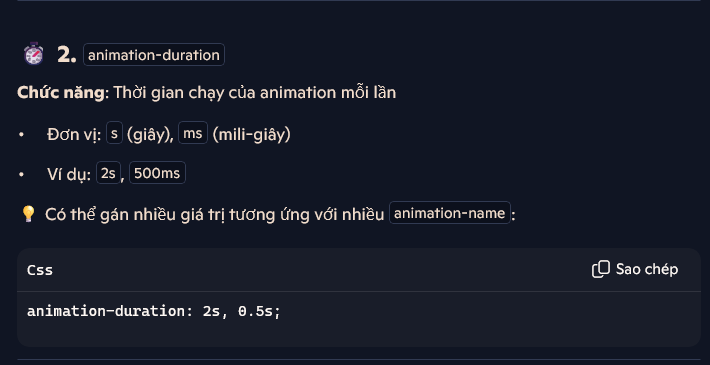 2. animation-duration
Chức năng: Thời gian chạy của animation mỗi lần
• Đơn vị: s (giây), ms (mili-giây)
• Ví dụ: 2s, 500ms
💡 Có thể gán nhiều giá trị tương ứng với nhiều animation-name:
Css Sao chép
animation-duration: 2s, 0.5s;